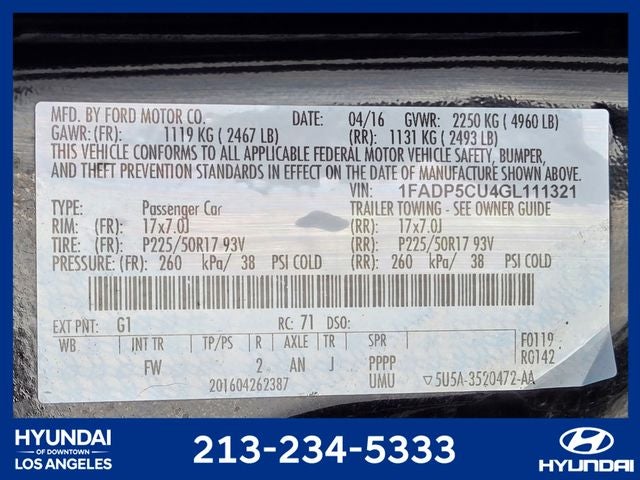 MFD. BY FORD MOTOR CO. DATE: 04/16 GVWR: 2250 KG ( 4960 LB)
GAWR: (FR): 1119 KG ( 2467 LB) (RR): 1131 KG ( 2493 LB)
THIS VEHICLE CONFORMS TO ALL APPLICABLE FEDERAL MOTOR VEHICLE SAFETY, BUMPER,
AND THEFT PREVENTION STANDARDS IN EFFECT ON THE DATE OF MANUFACTURE SHOWN ABOVE.
VIN: 1FADP5CU4GL111321
TYPE: Passenger Car TRAILER TOWING - SEE OWNER GUIDE
RIM: (FR): 17x7.0J (RR): 17x7.0J
TIRE: (FR): P225/50R17 93V (RR): P225/50R17 93V
PRESSURE: (FR): 260 kPa/ 38 PSI COLD (RR): 260 kPa/ 38 PSI COLD
EXT PNT: G1 RC: 71 DSO:
WB INT TR TP/PS R AXLE TR SPR F0119
FW 2 AN J PPPP RG142
201604262387 UMU ▽5U5A-3520472-AA
HYUNDAI
OF DOWNTOWN
LOS ANGELES
213-234-5333
HYUNDAI